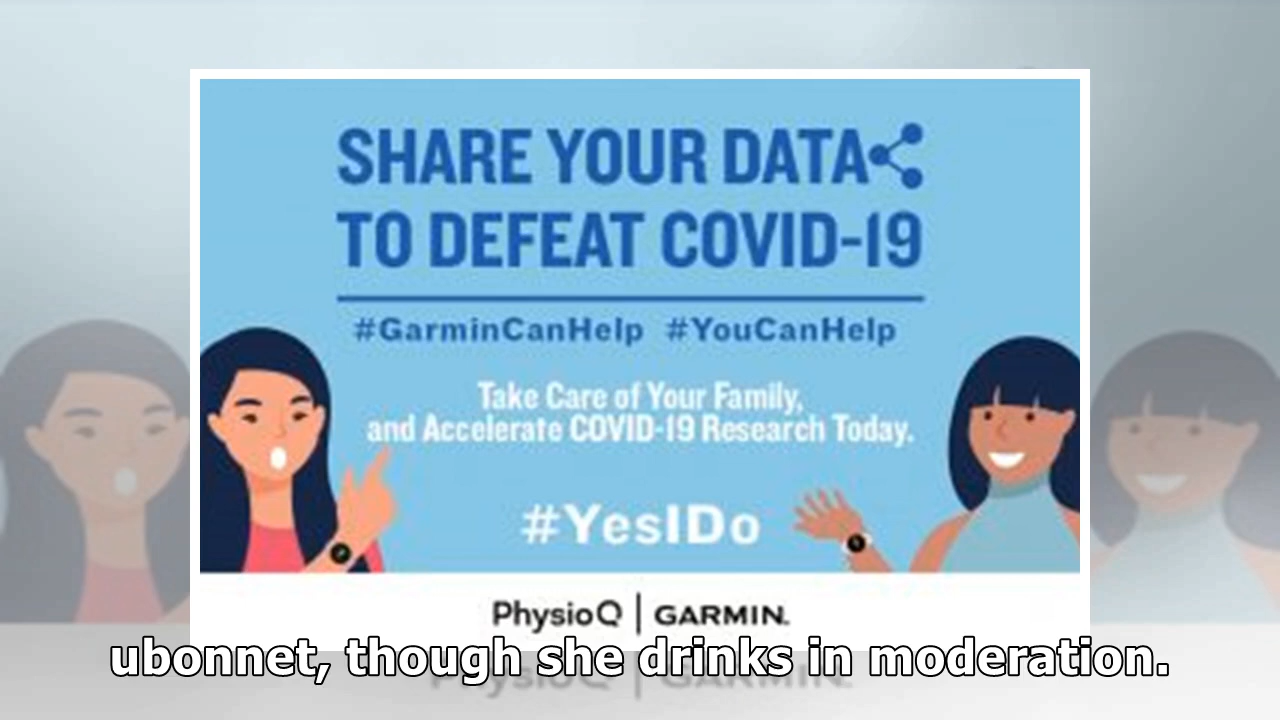 SHARE YOUR DATA
TO DEFEAT COVID-19
#GarminCanHelp #YouCanHelp
Take Care of Your Family,
and Accelerate COVID-19 Research Today.
#YesIDo
PhysioQ | GARMIN.
ubonnet, though she drinks in moderation.